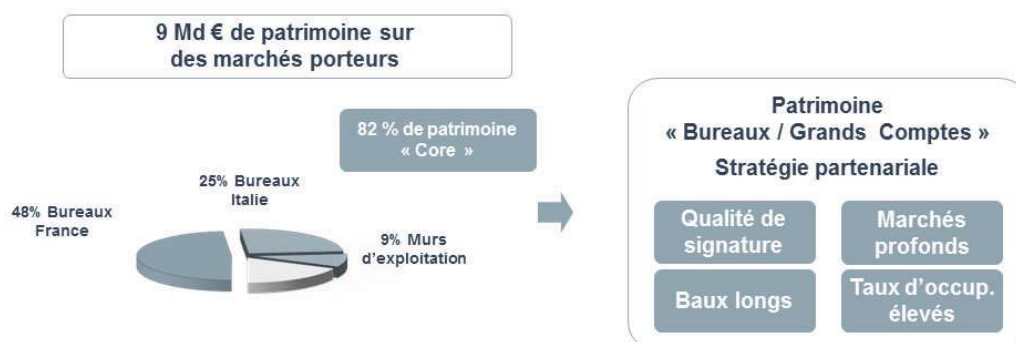 9 Md € de patrimoine sur
des marchés porteurs
82 % de patrimoine
« Core »
25% Bureaux
Italie
48% Bureaux
France
9% Murs
d'exploitation
Patrimoine
« Bureaux / Grands Comptes »
Stratégie partenariale
Qualité de
signature
Marchés
profonds
Baux longs
Taux d'occup.
élevés